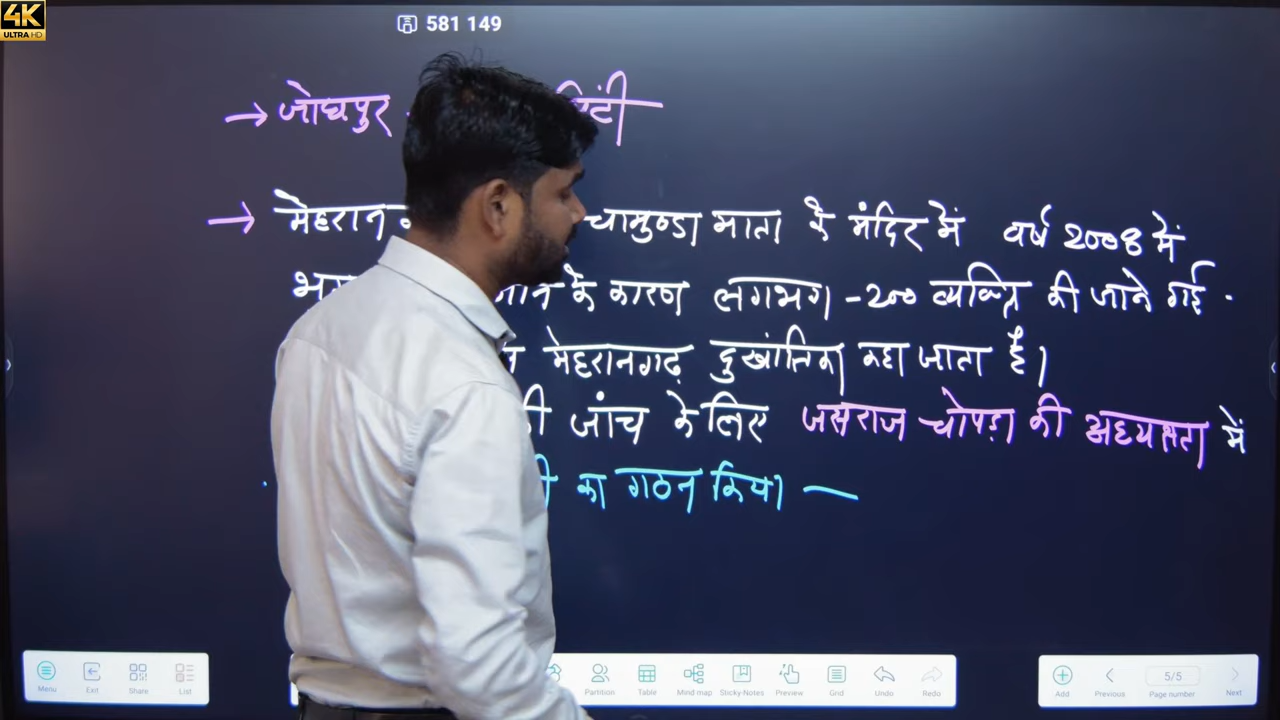 4K
ULTRA HD
581 149
→ जोधपुर
→ मेहरान चामुण्डा माता के मंदिर में वर्ष 2008 में
के कारण लगभग - 200 व्यक्ति की जाने गई .
मेहरानगढ़ दुखांतिका कहा जाता है।
की जांच के लिए जसराज चोपड़ा की अध्यक्षता में
का गठन किया —
Menu Exit Share List Partition Table Mind map Sticky Notes Preview Grid Undo Redo Add Previous 5/5 Page number Next